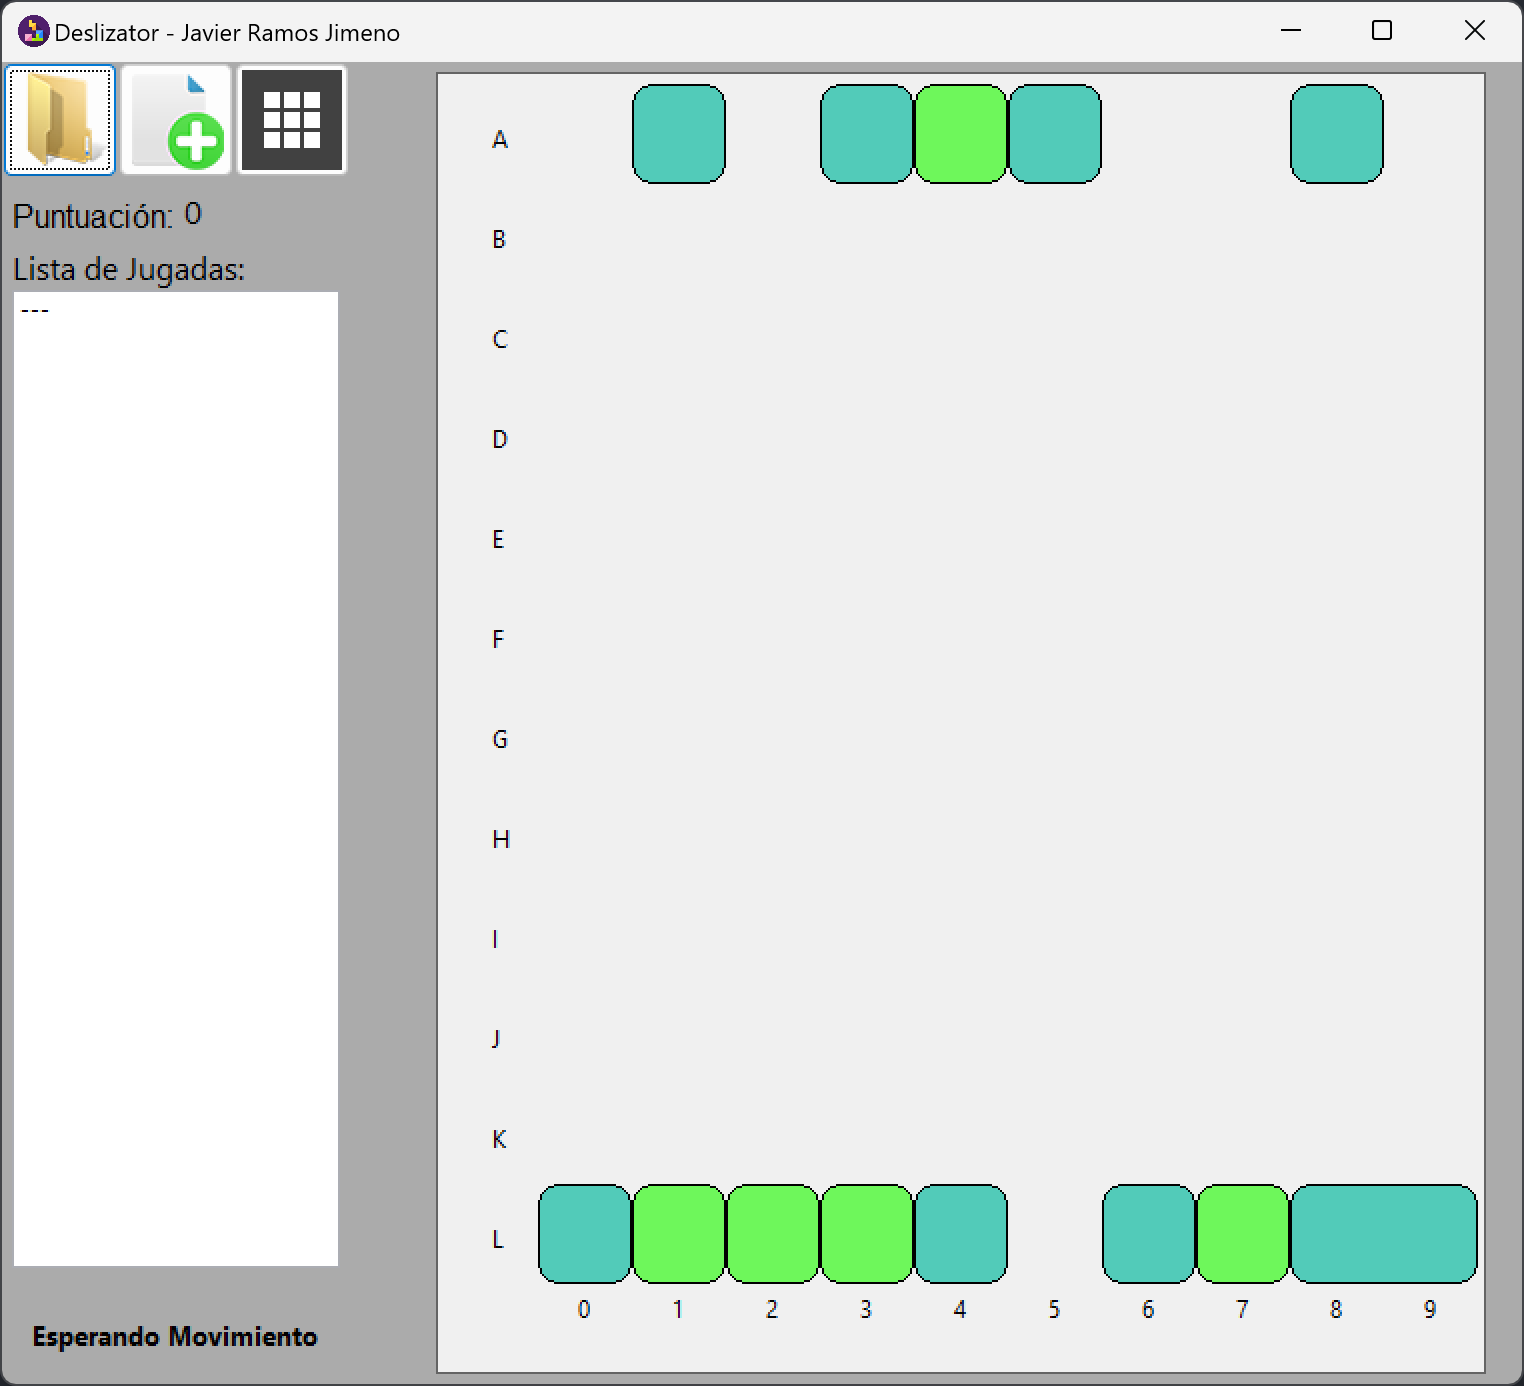 Deslizator - Javier Ramos Jimeno
Puntuación: 0
Lista de Jugadas:
---
Esperando Movimiento
A
B
C
D
E
F
G
H
I
J
K
L
0 1 2 3 4 5 6 7 8 9